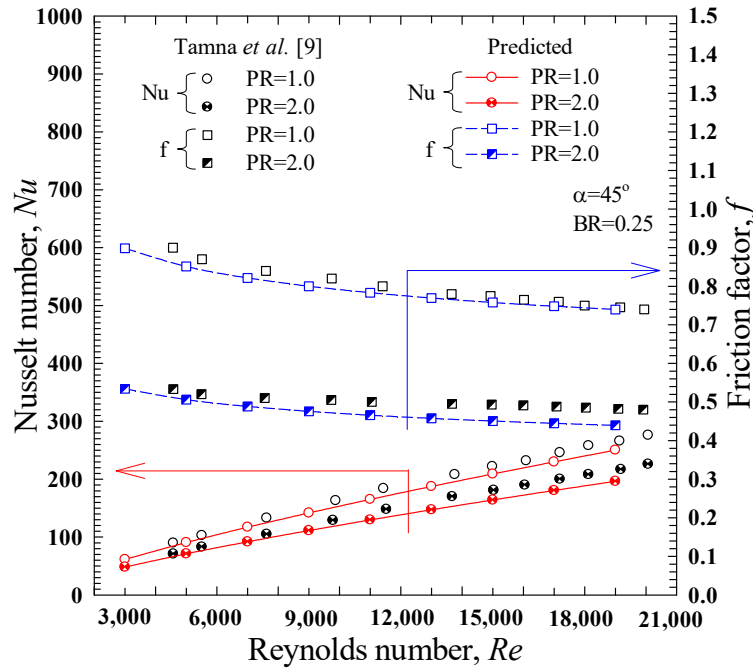 Tamna et al. [9]
Nu
PR=1.0
PR=2.0
f
PR=1.0
PR=2.0
Predicted
Nu
PR=1.0
PR=2.0
f
PR=1.0
PR=2.0
α=45°
BR=0.25
Nusselt number, Nu
1000
900
800
700
600
500
400
300
200
100
0
Friction factor, f
1.5
1.4
1.3
1.2
1.1
1.0
0.9
0.8
0.7
0.6
0.5
0.4
0.3
0.2
0.1
0.0
3,000 6,000 9,000 12,000 15,000 18,000 21,000
Reynolds number, Re